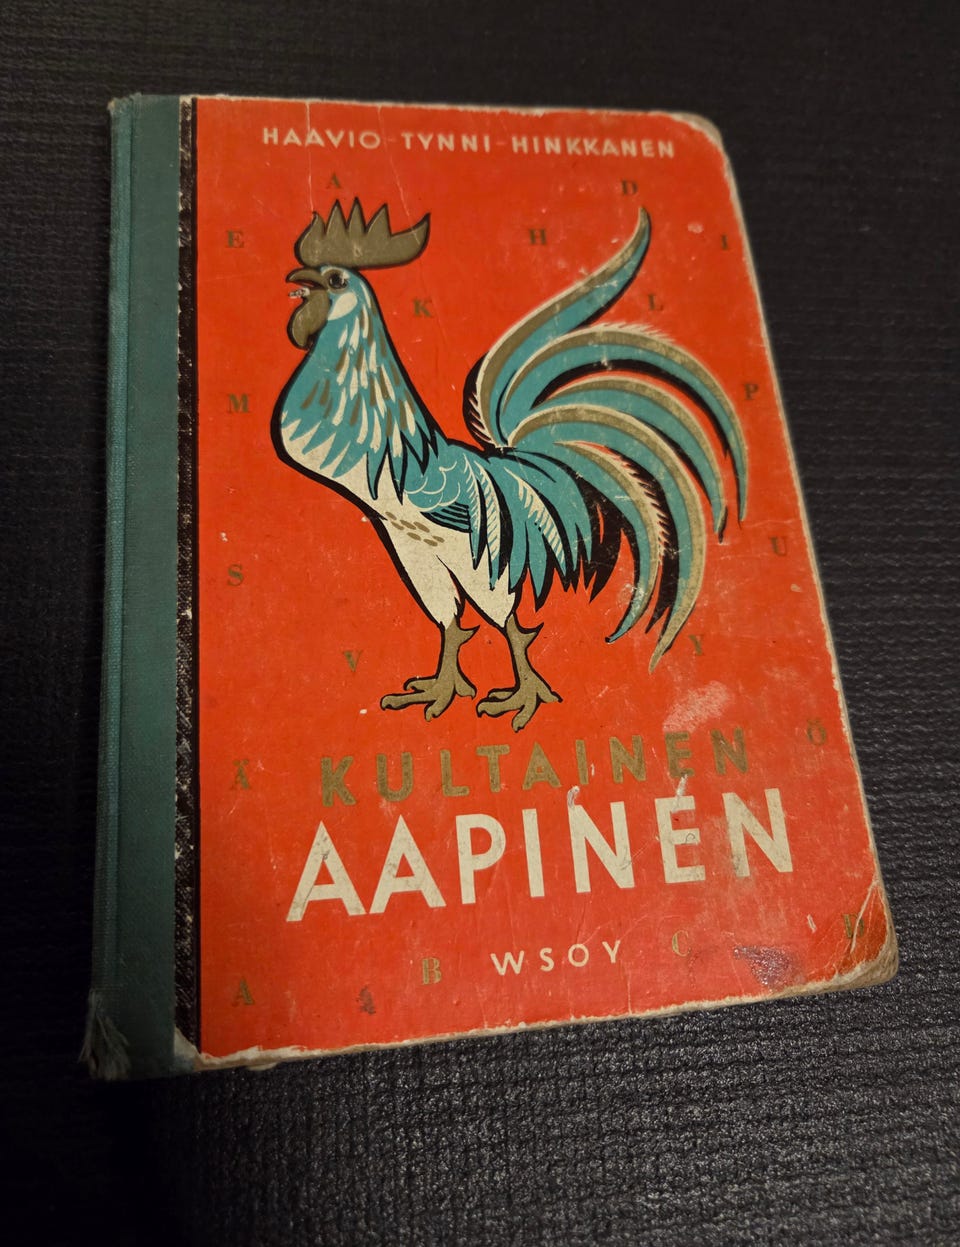 HAAVIO - TYNNI - HINKKANEN
A D
E H I
K L
M P
U
S
V Y
Ö
Ä
KULTAINEN
AAPINEN
WSOY
A B C D